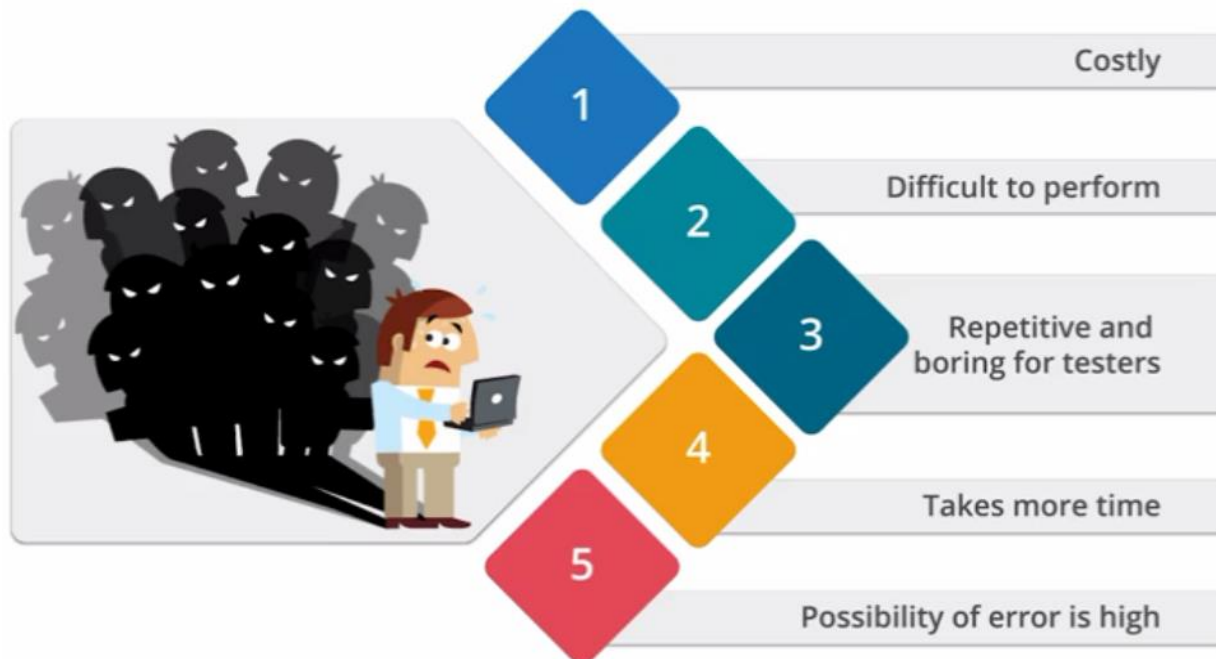 1
Costly
2
Difficult to perform
3
Repetitive and
boring for testers
4
Takes more time
5
Possibility of error is high